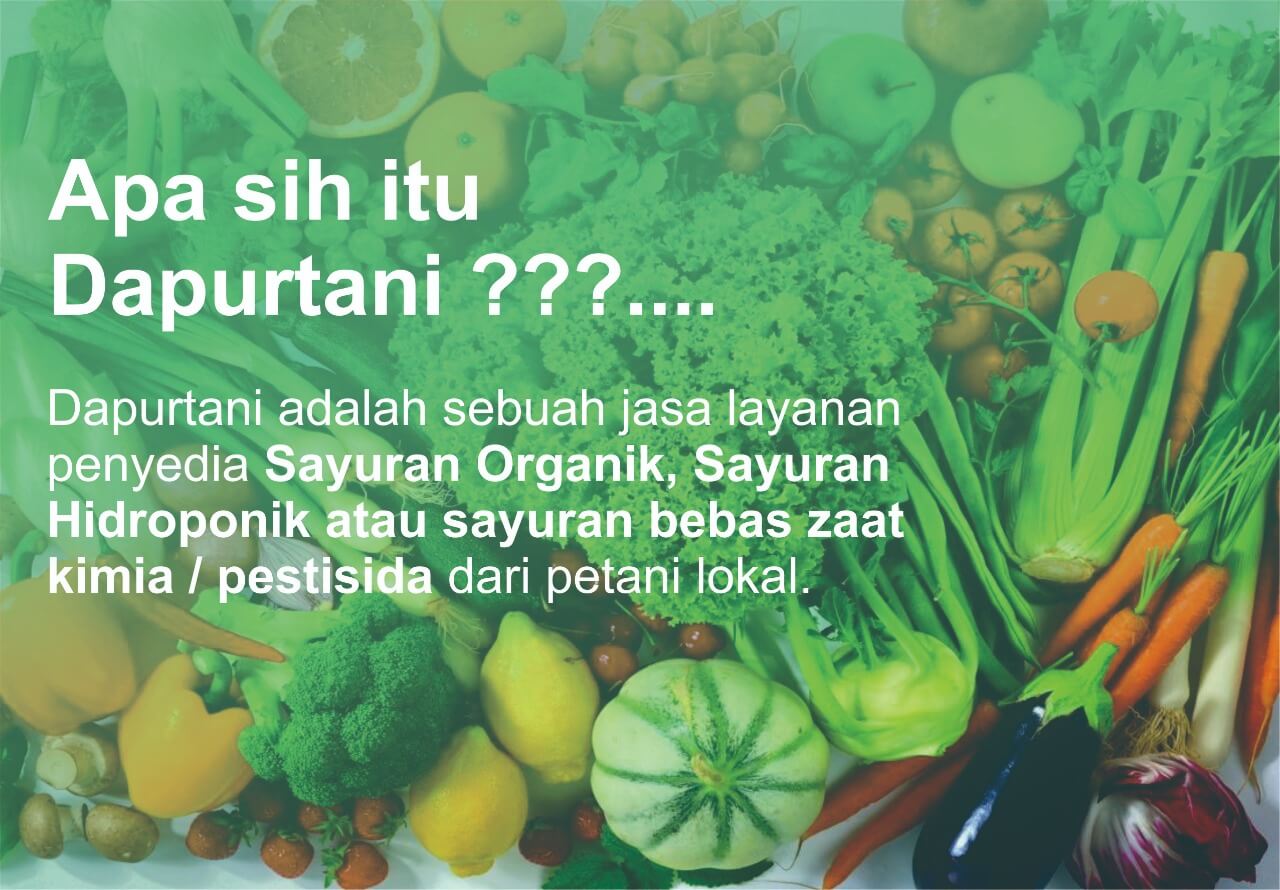 Apa sih itu
Dapurtani ???....
Dapurtani adalah sebuah jasa layanan
penyedia Sayuran Organik, Sayuran
Hidroponik atau sayuran bebas zaat
kimia / pestisida dari petani lokal.